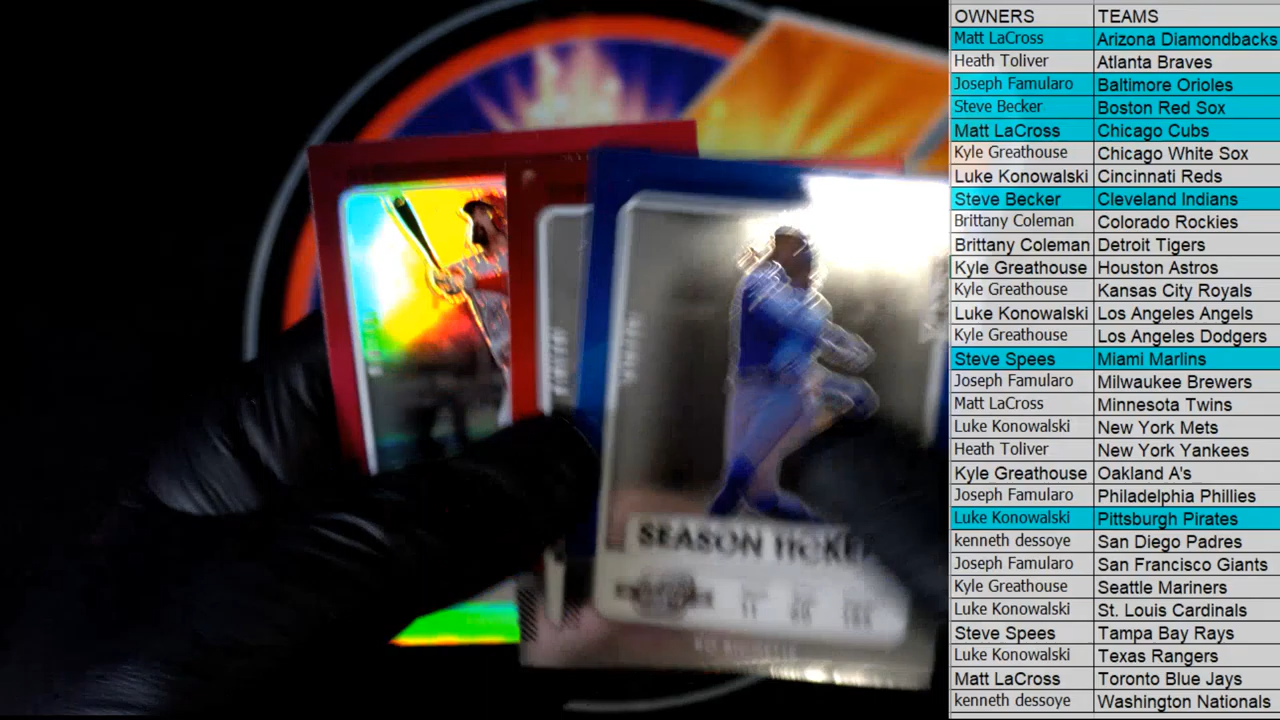 OWNERS TEAMS
Matt LaCross Arizona Diamondbacks
Heath Toliver Atlanta Braves
Joseph Famularo Baltimore Orioles
Steve Becker Boston Red Sox
Matt LaCross Chicago Cubs
Kyle Greathouse Chicago White Sox
Luke Konowalski Cincinnati Reds
Steve Becker Cleveland Indians
Brittany Coleman Colorado Rockies
Brittany Coleman Detroit Tigers
Kyle Greathouse Houston Astros
Kyle Greathouse Kansas City Royals
Luke Konowalski Los Angeles Angels
Kyle Greathouse Los Angeles Dodgers
Steve Spees Miami Marlins
Joseph Famularo Milwaukee Brewers
Matt LaCross Minnesota Twins
Luke Konowalski New York Mets
Heath Toliver New York Yankees
Kyle Greathouse Oakland A's
Joseph Famularo Philadelphia Phillies
Luke Konowalski Pittsburgh Pirates
kenneth dessoye San Diego Padres
Joseph Famularo San Francisco Giants
Kyle Greathouse Seattle Mariners
Luke Konowalski St. Louis Cardinals
Steve Spees Tampa Bay Rays
Luke Konowalski Texas Rangers
Matt LaCross Toronto Blue Jays
kenneth dessoye Washington Nationals
SEASON